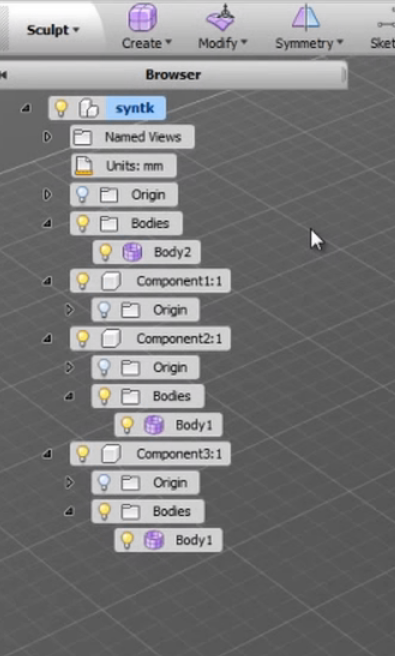 Sculpt
Create Modify Symmetry Sket
Browser
syntk
Named Views
Units: mm
Origin
Bodies
Body2
Component1:1
Origin
Component2:1
Origin
Bodies
Body1
Component3:1
Origin
Bodies
Body1